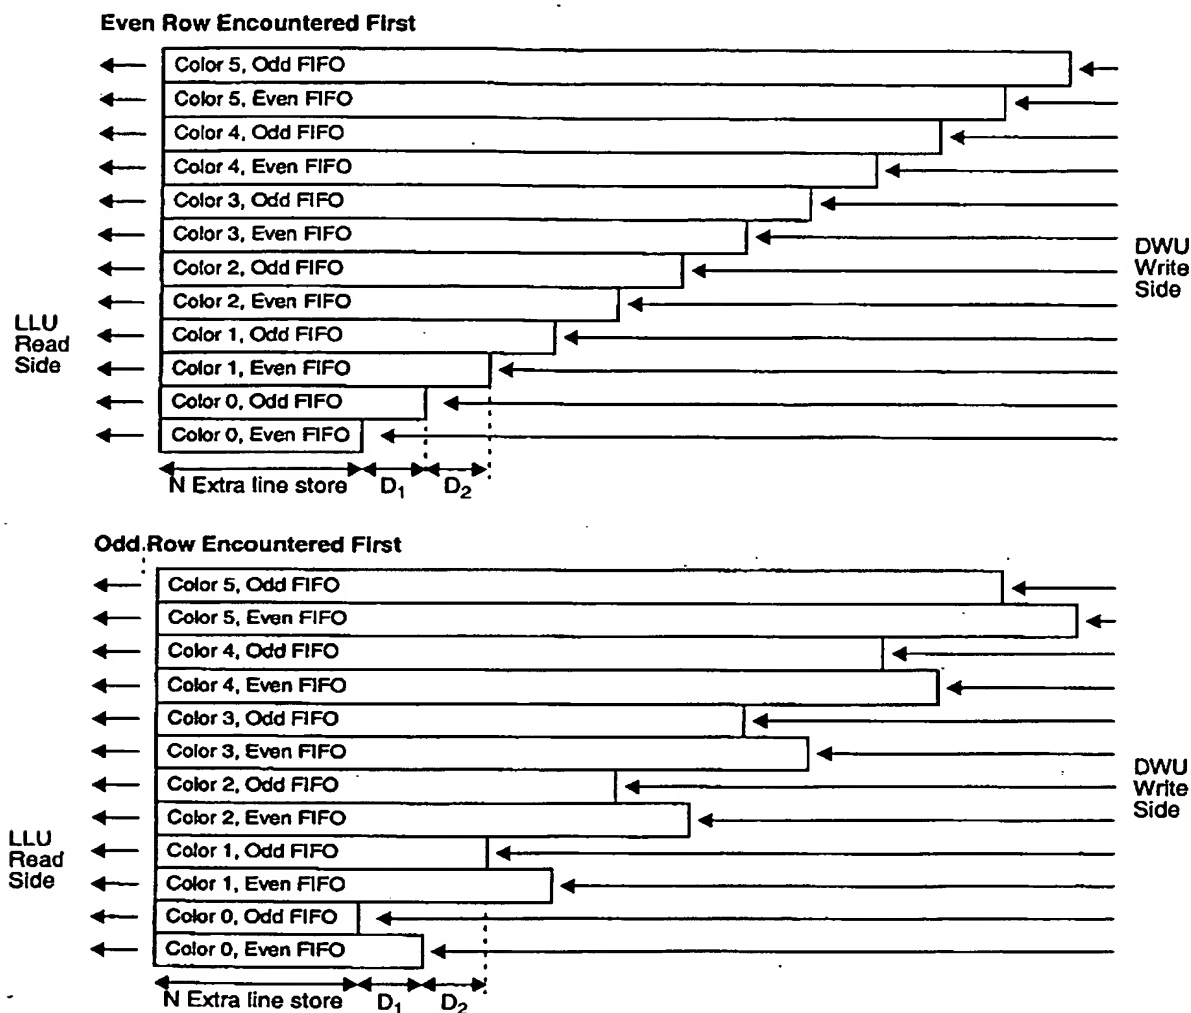 Even Row Encountered First
Color 5, Odd FIFO
Color 5, Even FIFO
Color 4, Odd FIFO
Color 4, Even FIFO
Color 3, Odd FIFO
Color 3, Even FIFO
Color 2, Odd FIFO
Color 2, Even FIFO
Color 1, Odd FIFO
Color 1, Even FIFO
Color 0, Odd FIFO
Color 0, Even FIFO
LLU
Read
Side
DWU
Write
Side
N Extra line store D₁ D₂
Odd Row Encountered First
Color 5, Odd FIFO
Color 5, Even FIFO
Color 4, Odd FIFO
Color 4, Even FIFO
Color 3, Odd FIFO
Color 3, Even FIFO
Color 2, Odd FIFO
Color 2, Even FIFO
Color 1, Odd FIFO
Color 1, Even FIFO
Color 0, Odd FIFO
Color 0, Even FIFO
LLU
Read
Side
DWU
Write
Side
N Extra line store D₁ D₂